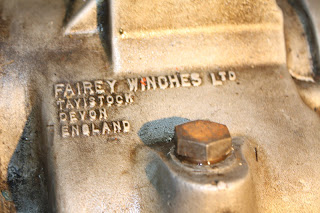 FAIREY WINCHES LTD
TAVISTOCK
DEVON
ENGLAND